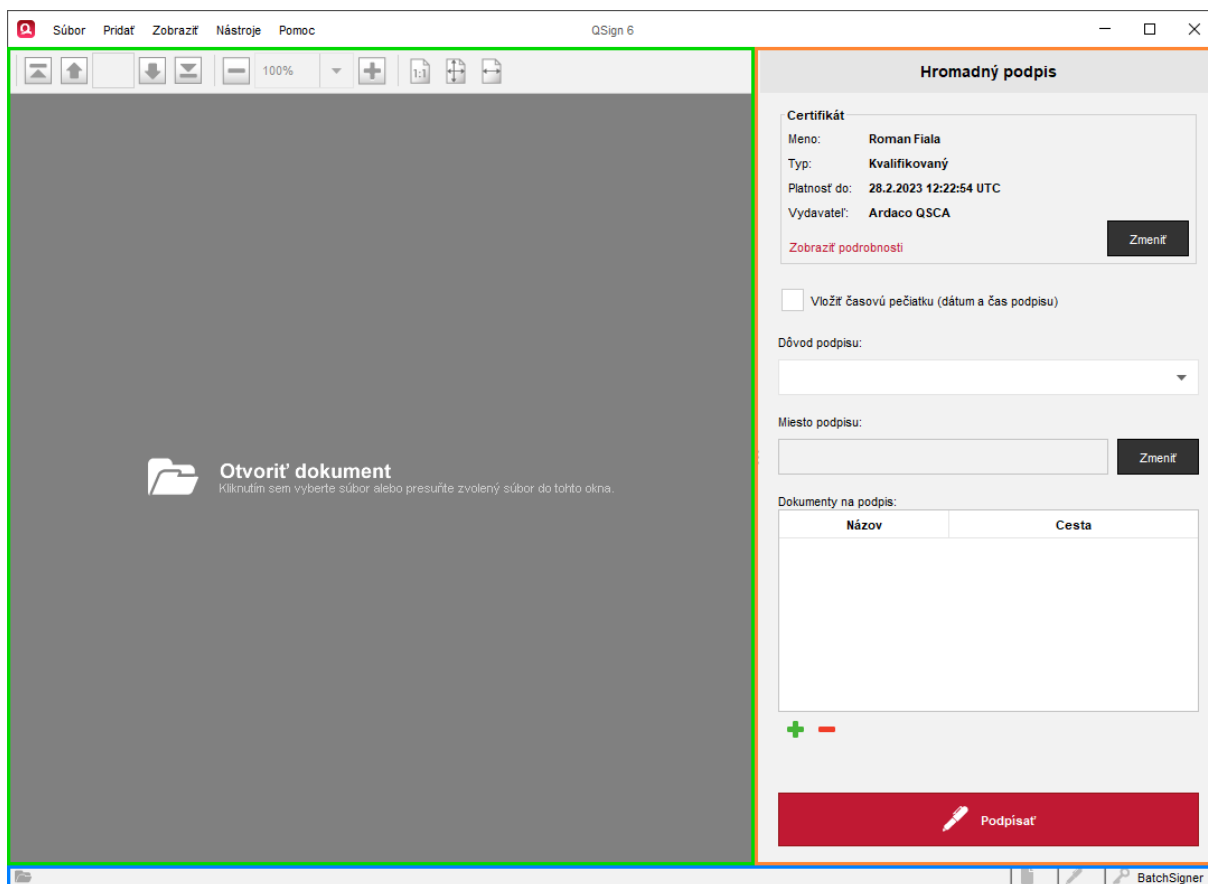 Súbor Pridať Zobraziť Nástroje Pomoc QSign 6
100% 1:1
Hromadný podpis
Certifikát
Meno: Roman Fiala
Typ: Kvalifikovaný
Platnosť do: 28.2.2023 12:22:54 UTC
Vydavateľ: Ardaco QSCA
Zobraziť podrobnosti Zmeniť
Vložiť časovú pečiatku (dátum a čas podpisu)
Dôvod podpisu:
Miesto podpisu:
Zmeniť
Otvoriť dokument
Kliknutím sem vyberte súbor alebo presuňte zvolený súbor do tohto okna.
Dokumenty na podpis:
Názov Cesta
Podpísať
BatchSigner